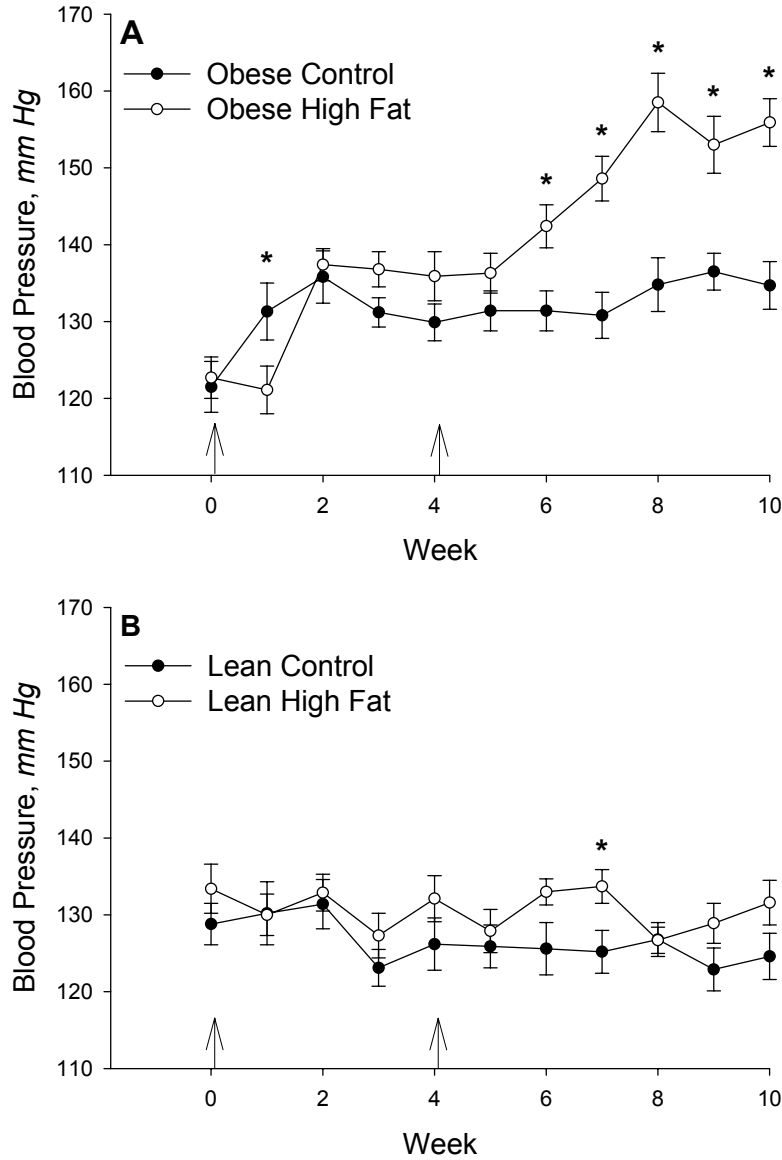 A
Obese Control
Obese High Fat
Blood Pressure, mm Hg
170
160
150
140
130
120
110
* * * * * *
0 2 4 6 8 10
Week
B
Lean Control
Lean High Fat
Blood Pressure, mm Hg
170
160
150
140
130
120
110
*
0 2 4 6 8 10
Week